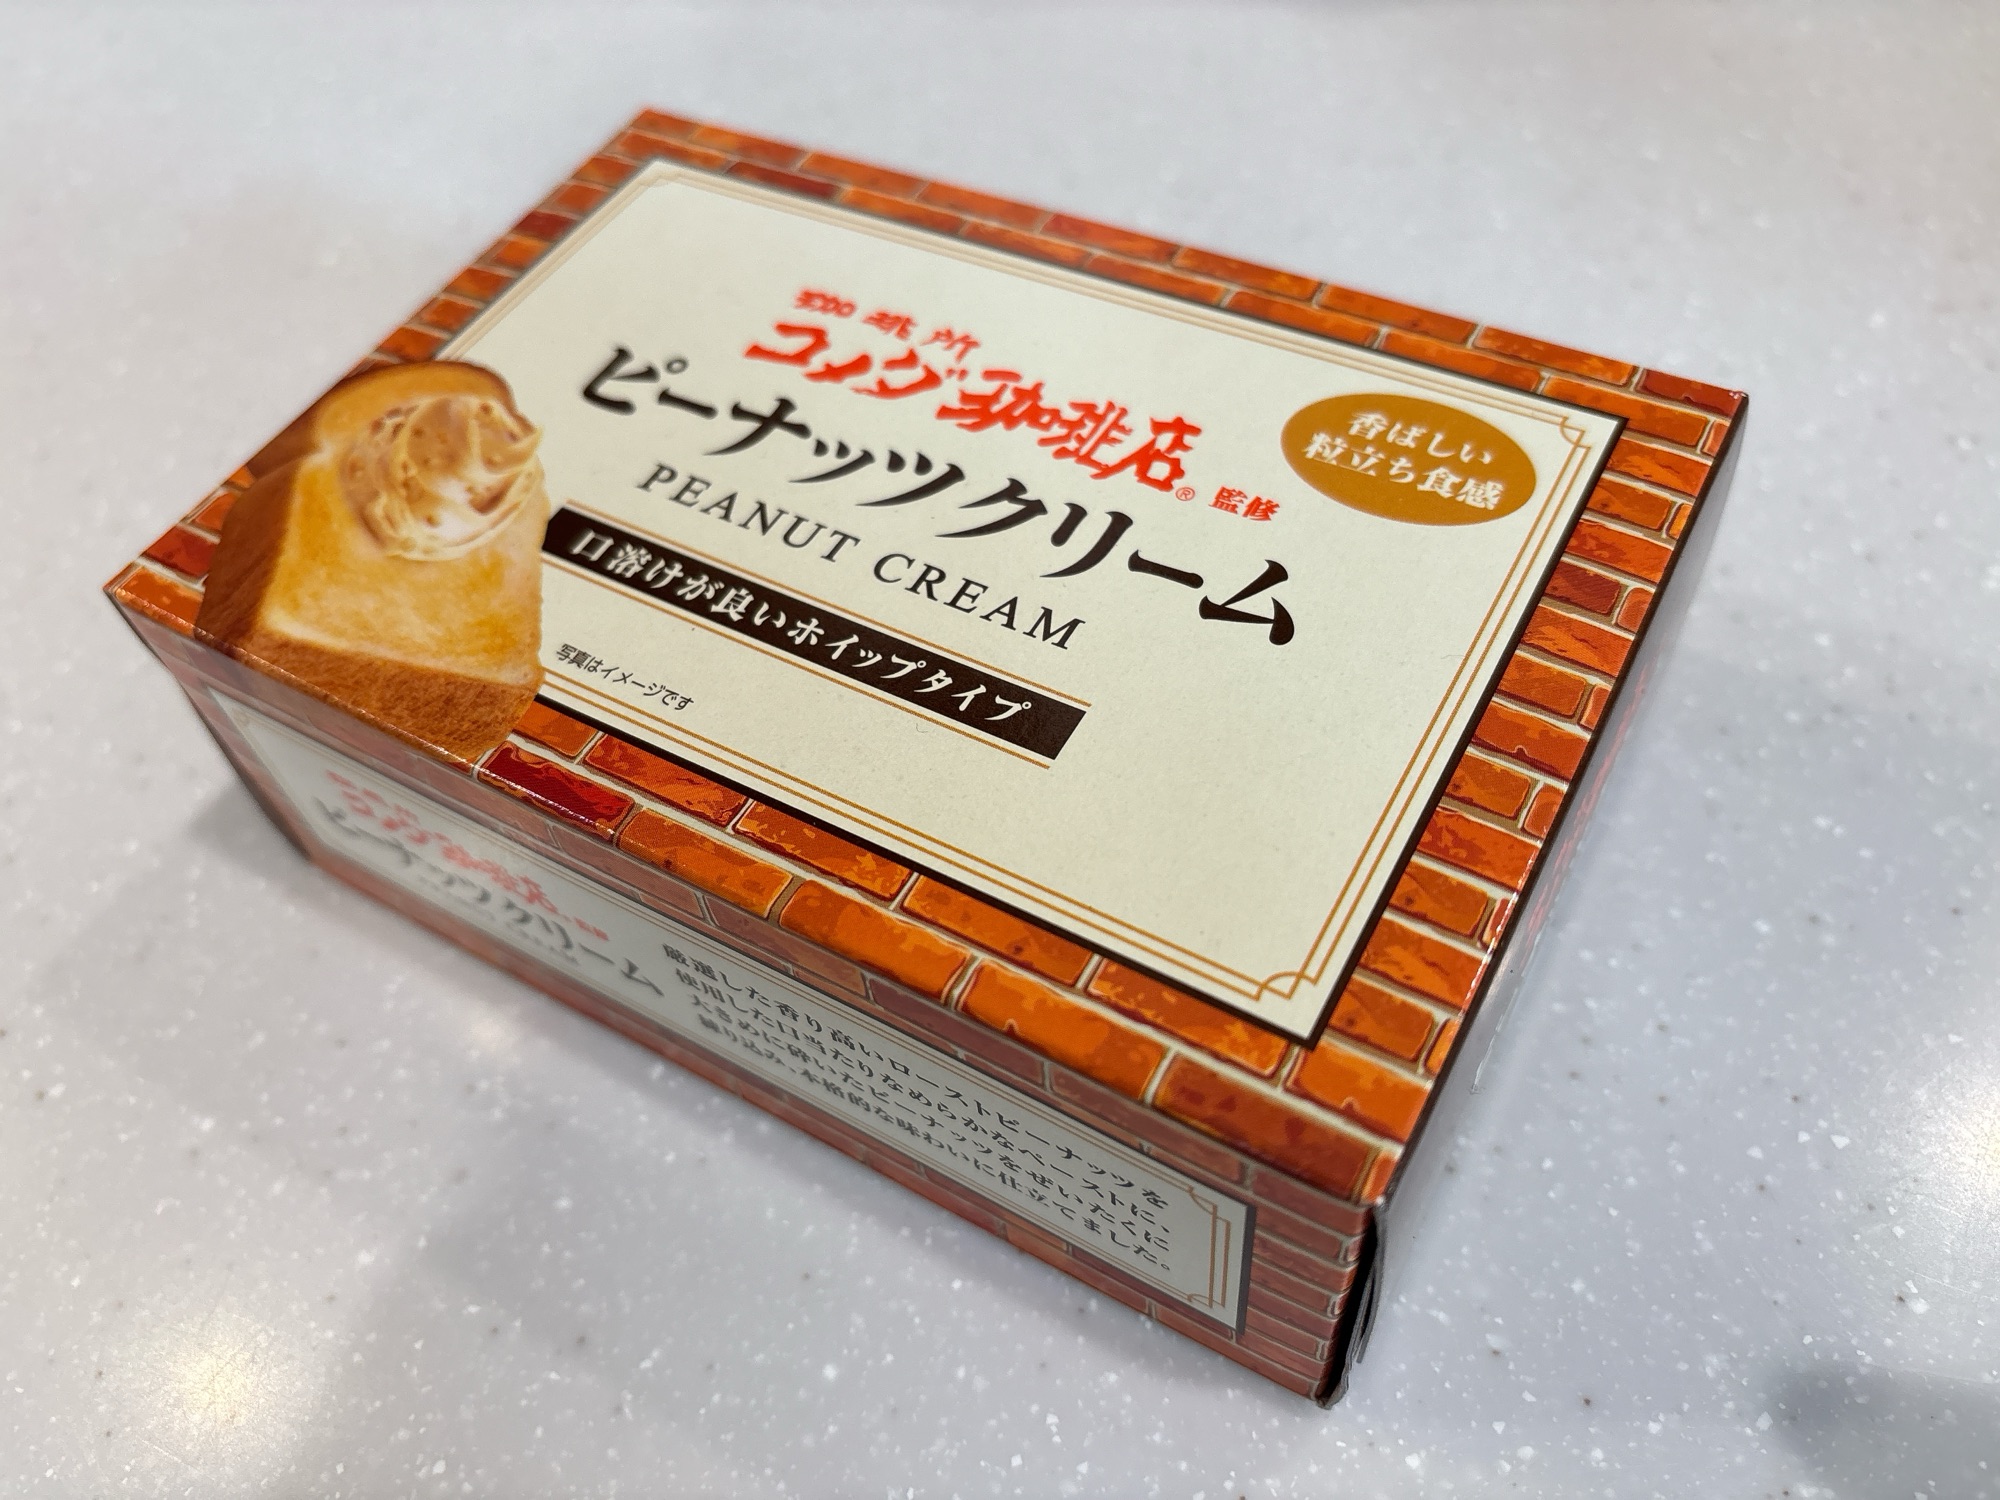 珈琲所
コメダ珈琲店® 監修
ピーナッツクリーム
PEANUT CREAM
口溶けが良いホイップタイプ
香ばしい
粒立ち食感
写真はイメージです
コメダ珈琲店 監修
ピーナッツクリーム
厳選した香り高いローストピーナッツを
使用した口当たりなめらかなペーストに、
大きめに砕いたピーナッツをぜいたくに
練り込み、本格的な味わいに仕立てました。